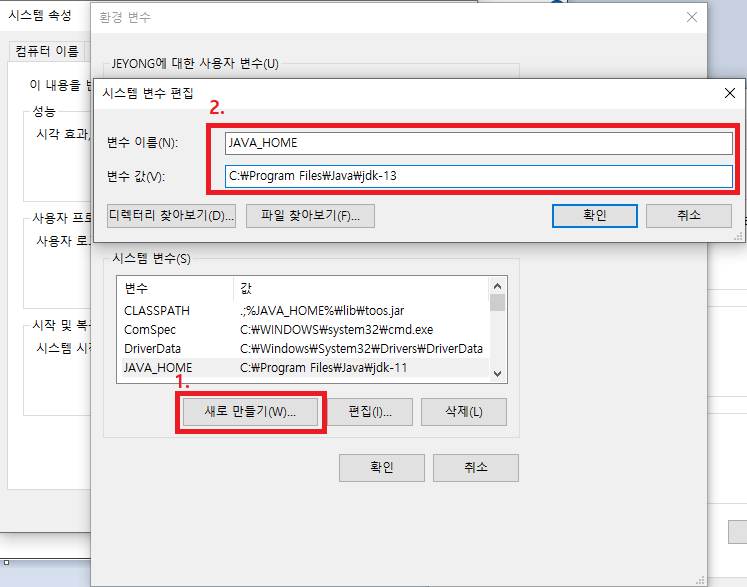 시스템 속성
환경 변수
컴퓨터 이름
JEYONG에 대한 사용자 변수(U)
이 내용을
성능
시각 효과,
시스템 변수 편집
2.
변수 이름(N):
JAVA_HOME
변수 값(V):
C:₩Program Files₩Java₩jdk-13
디렉터리 찾아보기(D)...
파일 찾아보기(F)...
확인
취소
사용자 프로
사용자 로
시스템 변수(S)
변수
값
CLASSPATH
.;%JAVA_HOME%₩lib₩toos.jar
ComSpec
C:₩WINDOWS₩system32₩cmd.exe
DriverData
C:₩Windows₩System32₩Drivers₩DriverData
JAVA_HOME
C:₩Program Files₩Java₩jdk-11
시작 및 복
시스템 시
1.
새로 만들기(W)...
편집(I)...
삭제(L)
확인
취소